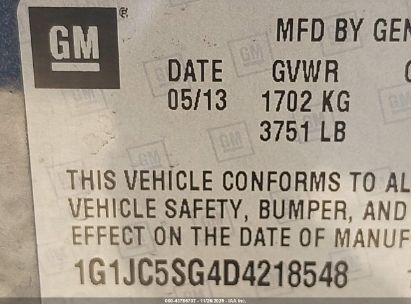 GM
MFD BY GEN
DATE GVWR
05/13 1702 KG
3751 LB
THIS VEHICLE CONFORMS TO AL
VEHICLE SAFETY, BUMPER, AND
EFFECT ON THE DATE OF MANUF
1G1JC5SG4D4218548